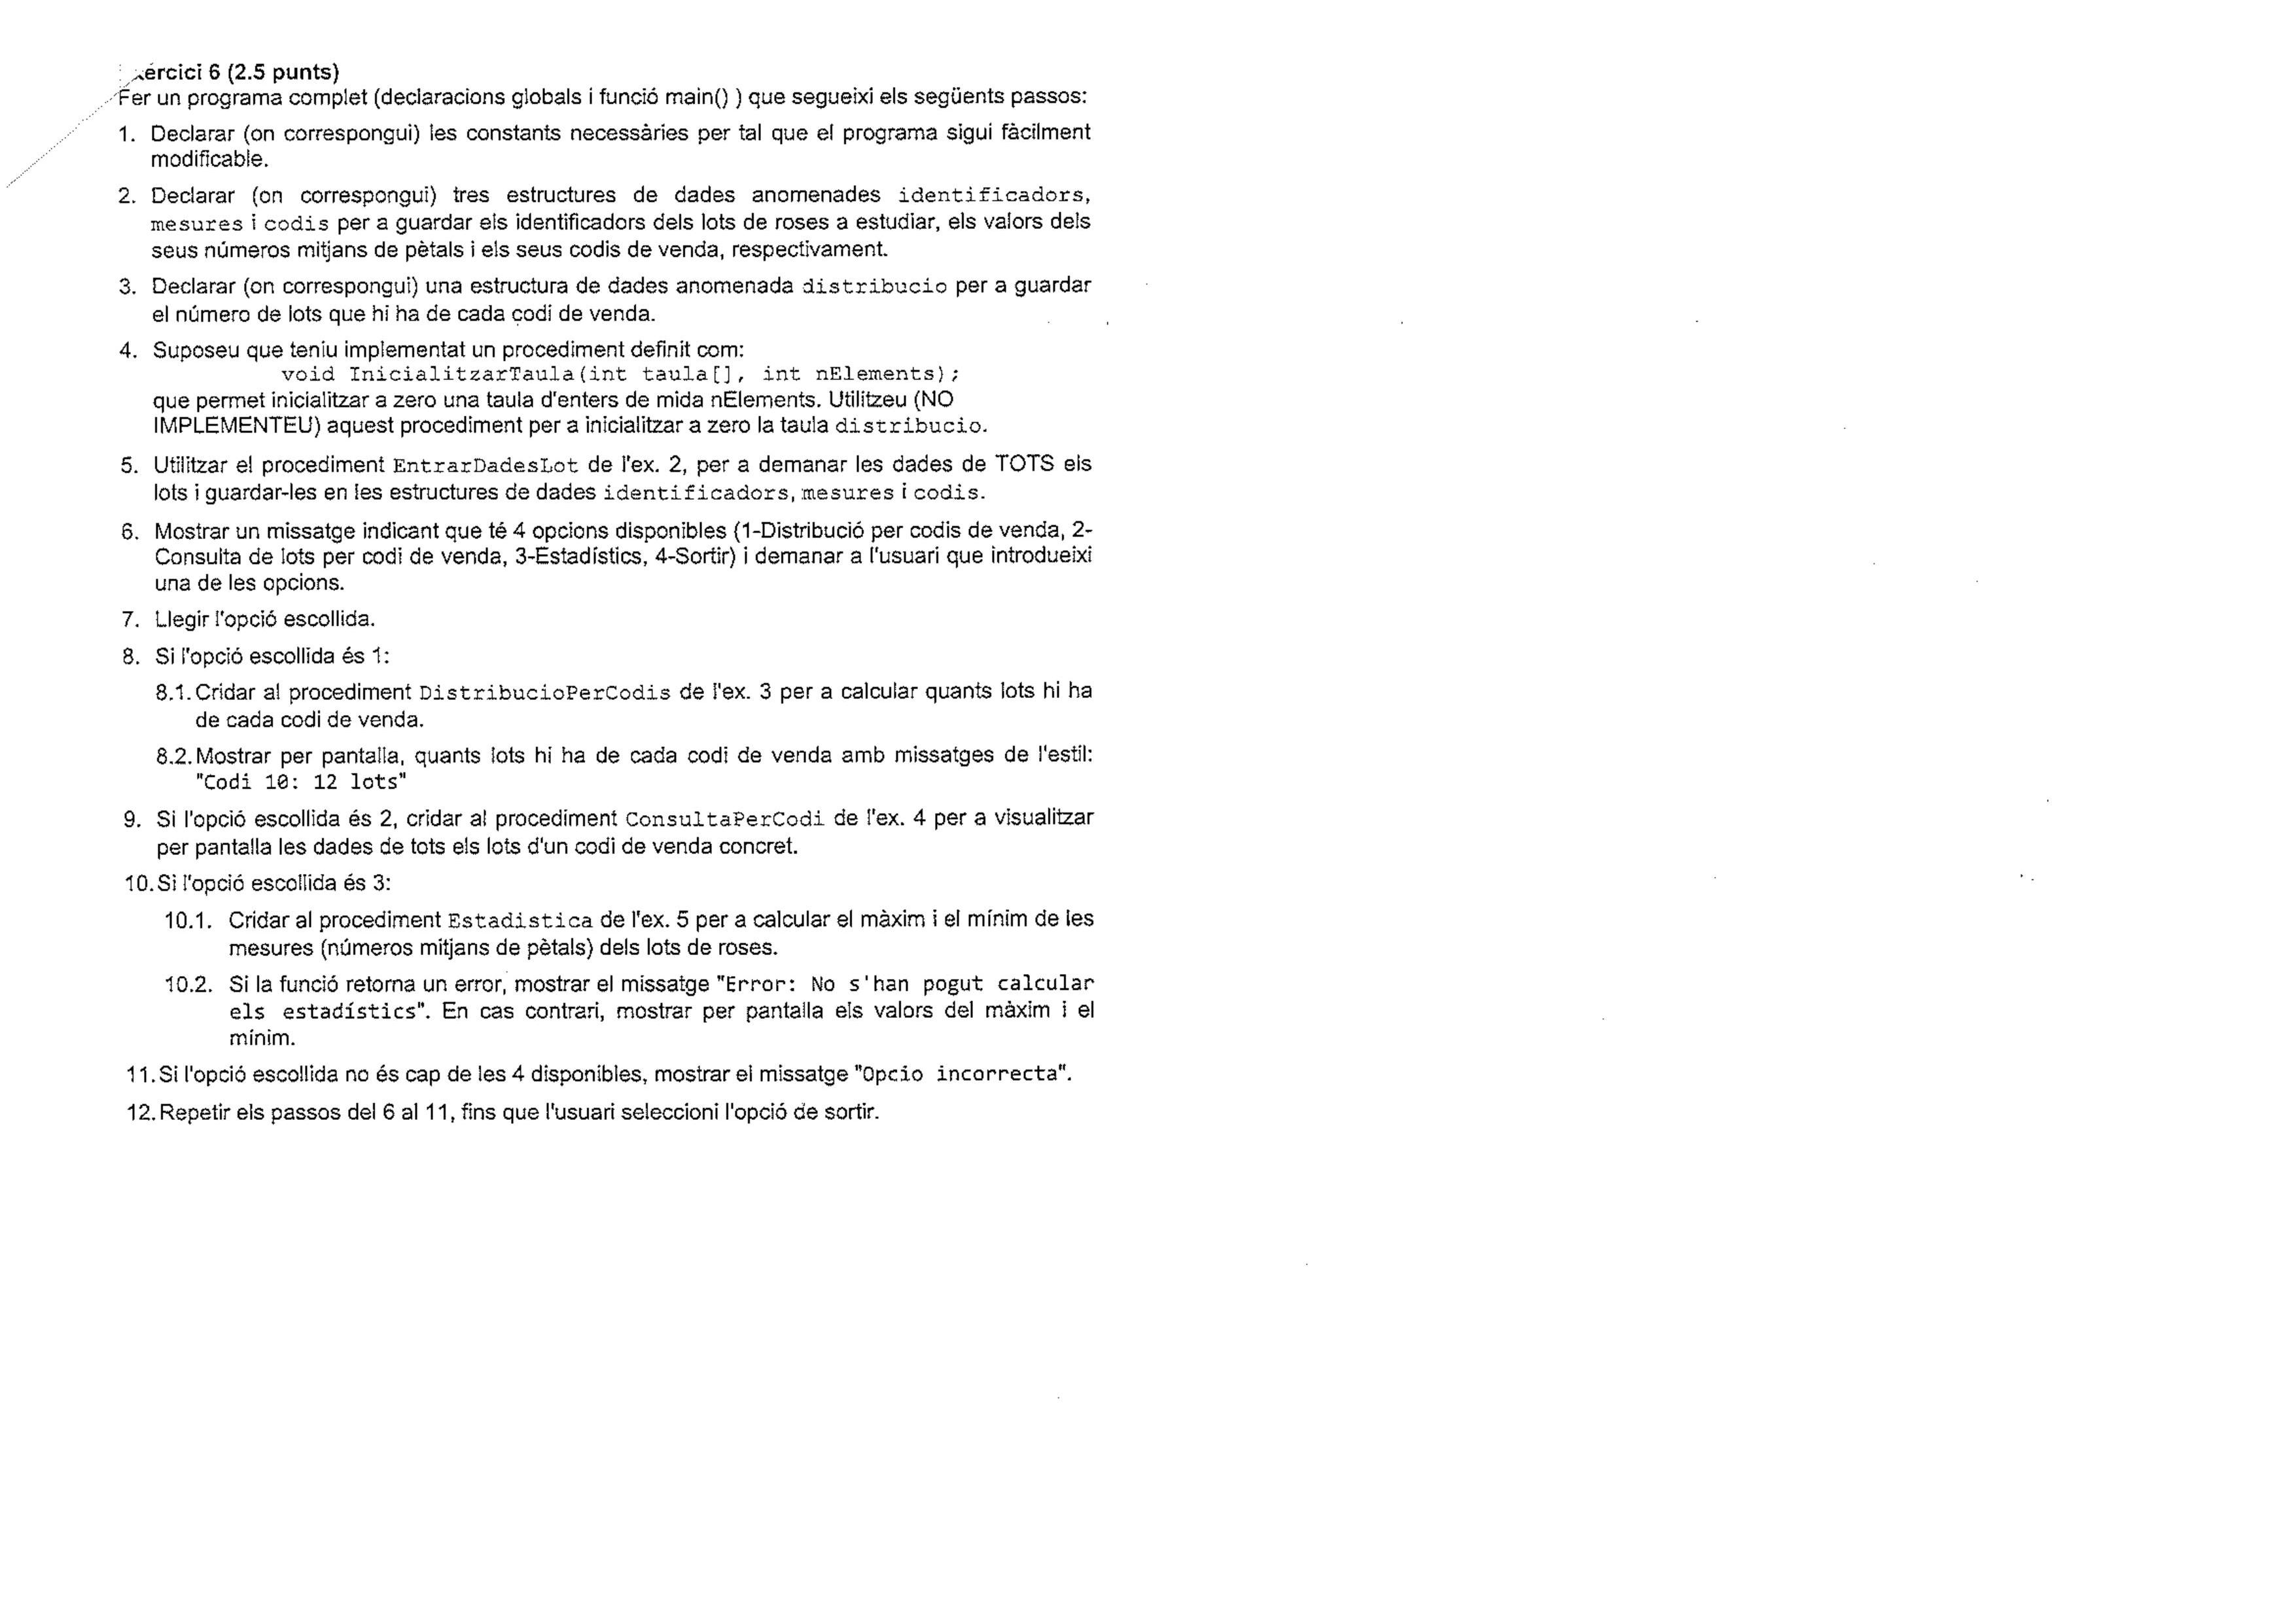 ercici 6 (2.5 punts)
Fer un programa complet (declaracions globals i funció main() ) que segueixi els següents passos:
1. Declarar (on correspongui) les constants necessàries per tal que el programa sigui fàcilment
modificable.
2. Declarar (on correspongui) tres estructures de dades anomenades identificadors,
mesures i codis per a guardar els identificadors dels lots de roses a estudiar, els valors dels
seus números mitjans de pètals i els seus codis de venda, respectivament.
3. Declarar (on correspongui) una estructura de dades anomenada distribucio per a guardar
el número de lots que hi ha de cada codi de venda.
4. Suposeu que teniu implementat un procediment definit com:
void InicialitzarTaula(int taula[], int nElements);
que permet inicialitzar a zero una taula d'enters de mida nElements. Utilitzeu (NO
IMPLEMENTEU) aquest procediment per a inicialitzar a zero la taula distribucio.
5. Utilitzar el procediment EntrarDadesLot de l'ex. 2, per a demanar les dades de TOTS els
lots i guardar-les en les estructures de dades identificadors, mesures i codis.
6. Mostrar un missatge indicant que té 4 opcions disponibles (1-Distribució per codis de venda, 2-
Consulta de lots per codi de venda, 3-Estadístics, 4-Sortir) i demanar a l'usuari que introdueixi
una de les opcions.
7. Llegir l'opció escollida.
8. Si l'opció escollida és 1:
8.1. Cridar al procediment DistribucioPerCodis de l'ex. 3 per a calcular quants lots hi ha
de cada codi de venda.
8.2. Mostrar per pantalla, quants lots hi ha de cada codi de venda amb missatges de l'estil:
"Codi 10: 12 lots"
9. Si l'opció escollida és 2, cridar al procediment ConsultaPerCodi de l'ex. 4 per a visualitzar
per pantalla les dades de tots els lots d'un codi de venda concret.
10. Si l'opció escollida és 3:
10.1. Cridar al procediment Estadistica de l'ex. 5 per a calcular el màxim i el mínim de les
mesures (números mitjans de pètals) dels lots de roses.
10.2. Si la funció retorna un error, mostrar el missatge "Error: No s'han pogut calcular
els estadístics". En cas contrari, mostrar per pantalla els valors del màxim i el
mínim.
11. Si l'opció escollida no és cap de les 4 disponibles, mostrar el missatge "Opcio incorrecta".
12. Repetir els passos del 6 al 11, fins que l'usuari seleccioni l'opció de sortir.